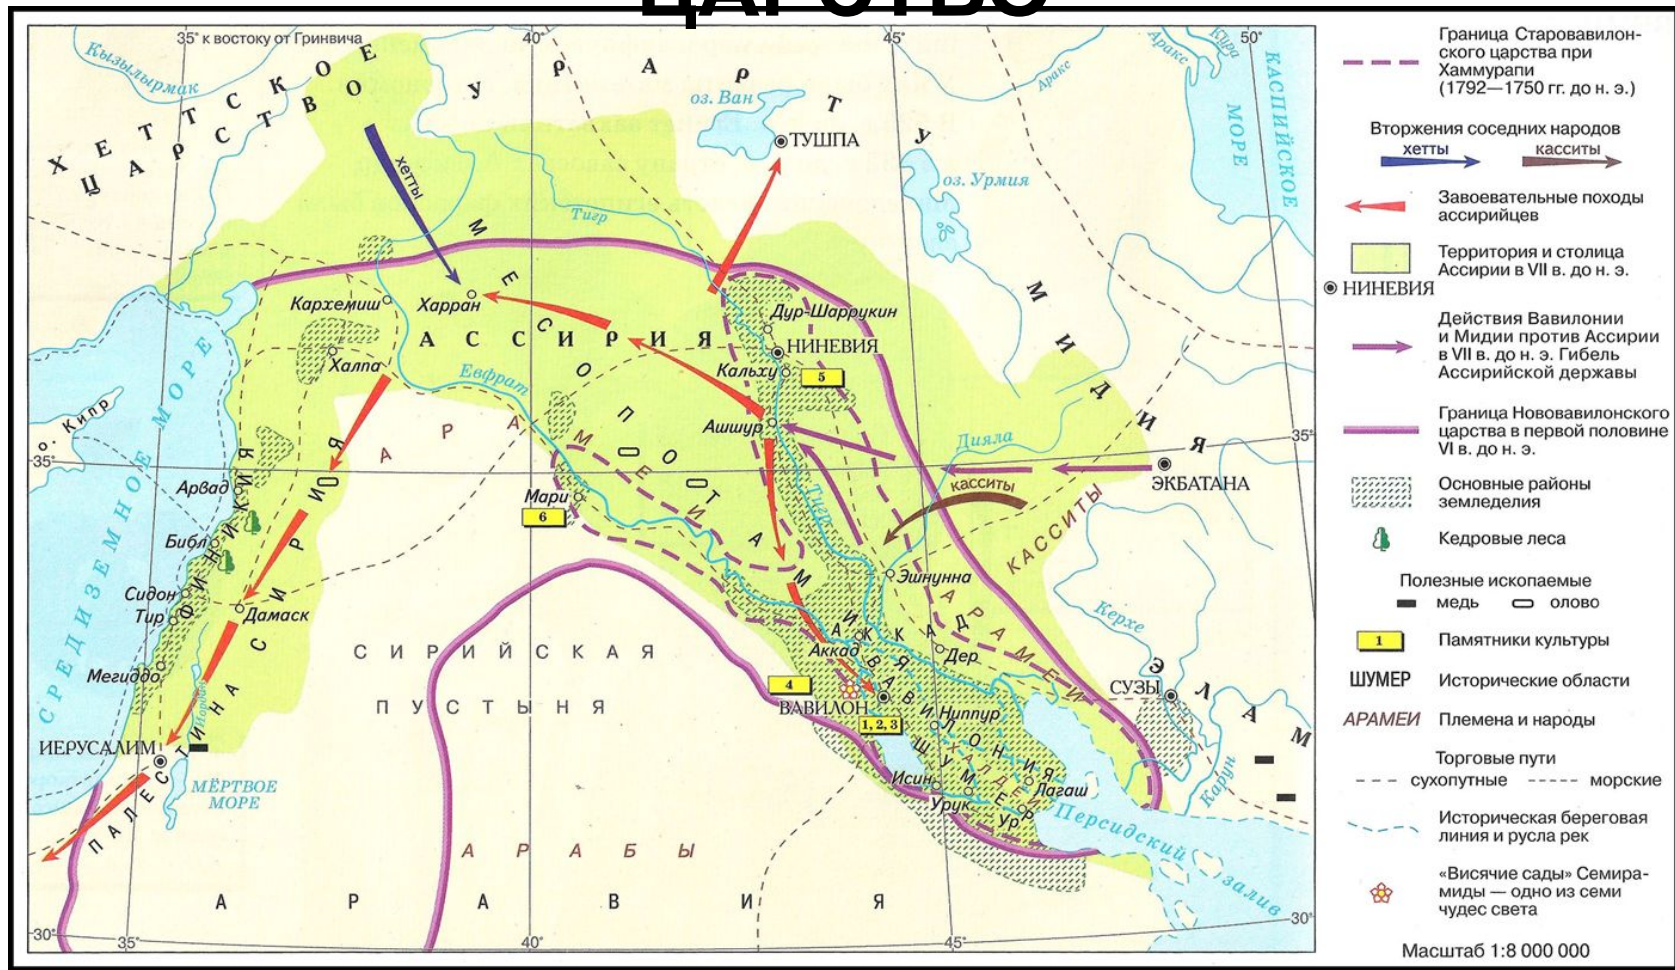 ЦАРСТВО
35° к востоку от Гринвича
40°
45°
50°
Кызылырмак
ХЕТТСКОЕ
ЦАРСТВО
УРАРТУ
оз. Ван
ТУШПА
Аракс
Аракс
Кура
КАСПИЙСКОЕ
МОРЕ
оз. Урмия
хетты
Тигр
МЕСОПОТАМИЯ
МИДИЯ
Кархемиш
Харран
АССИРИЯ
Дур-Шаррукин
НИНЕВИЯ
Кальху
5
Халпа
Евфрат
о. Кипр
СРЕДИЗЕМНОЕ МОРЕ
АРАМЕИ
Ашшур
Дияла
35°
35°
ЭКБАТАНА
касситы
КАССИТЫ
Арвад
ФИНИКИЯ
СИРИЯ
Мари
6
Тигр
Библ
Сидон
Тир
Дамаск
Эшнунна
АРАМЕИ
Керхе
АККАД
Аккад
Дер
Мегиддо
СИРИЙСКАЯ
ПУСТЫНЯ
4
ВАВИЛОН
1, 2, 3
ВАВИЛОНИЯ
Ниппур
СУЗЫ
ЭЛАМ
Иордан
ИЕРУСАЛИМ
ПАЛЕСТИНА
МЁРТВОЕ
МОРЕ
ШУМЕР
ХАЛДЕИ
Исин
Урук
Лагаш
Ур
Карун
Персидский
залив
АРАБЫ
АРАВИЯ
30°
30°
35°
40°
45°
Граница Старовавилон-
ского царства при
Хаммурапи
(1792—1750 гг. до н. э.)
Вторжения соседних народов
хетты касситы
Завоевательные походы
ассирийцев
Территория и столица
Ассирии в VII в. до н. э.
НИНЕВИЯ
Действия Вавилонии
и Мидии против Ассирии
в VII в. до н. э. Гибель
Ассирийской державы
Граница Нововавилонского
царства в первой половине
VI в. до н. э.
Основные районы
земледелия
Кедровые леса
Полезные ископаемые
медь олово
1 Памятники культуры
ШУМЕР Исторические области
АРАМЕИ Племена и народы
Торговые пути
сухопутные морские
Историческая береговая
линия и русла рек
«Висячие сады» Семира-
миды — одно из семи
чудес света
Масштаб 1:8 000 000